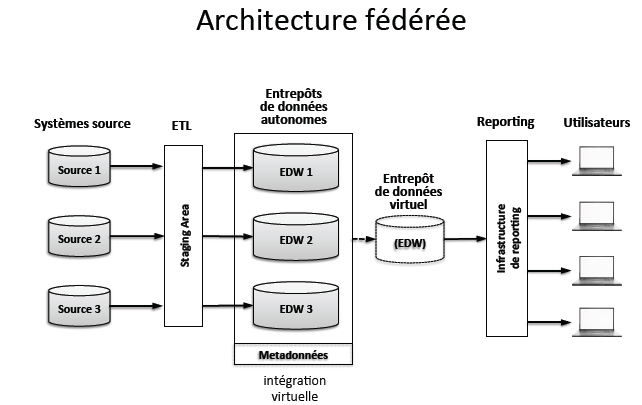 Architecture fédérée
Systèmes source
ETL
Entrepôts
de données
autonomes
Reporting
Utilisateurs
Source 1
Source 2
Source 3
Staging Area
EDW 1
EDW 2
EDW 3
Metadonnées
intégration
virtuelle
Entrepôt
de données
virtuel
(EDW)
Infrastructure
de reporting